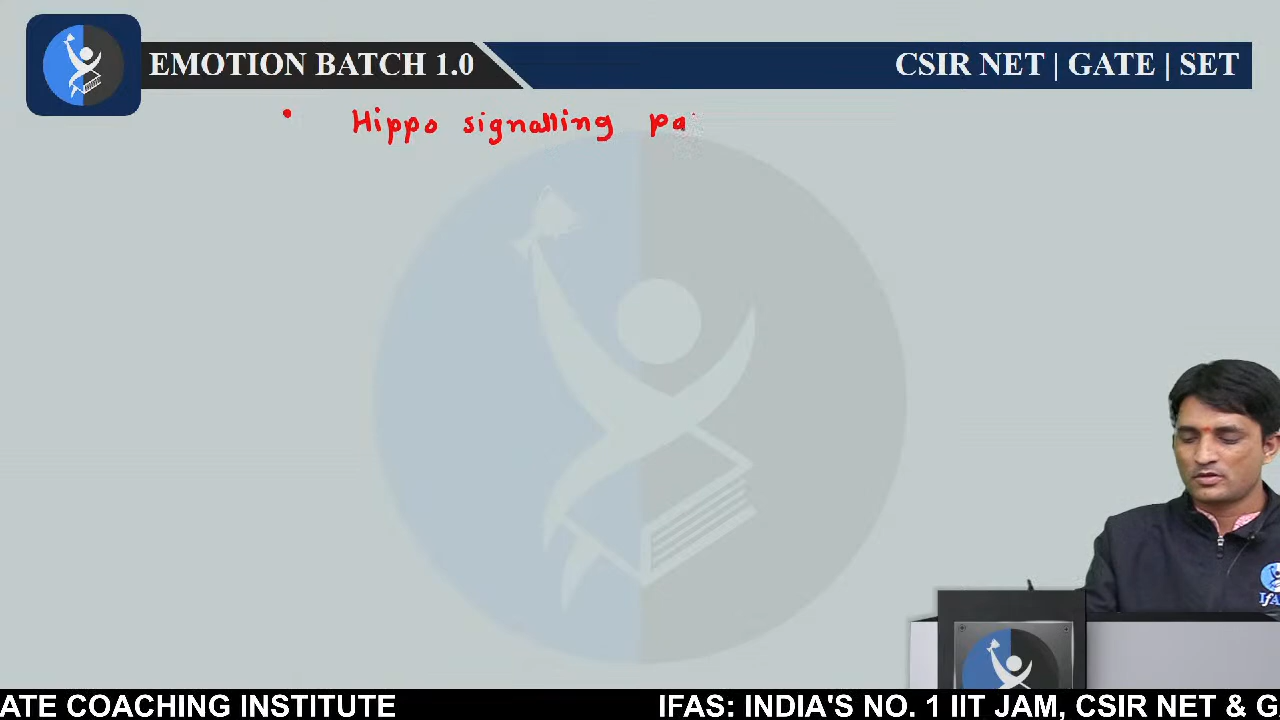 EMOTION BATCH 1.0
CSIR NET | GATE | SET
• Hippo signalling pa
IFAS
ATE COACHING INSTITUTE IFAS: INDIA'S NO. 1 IIT JAM, CSIR NET & G